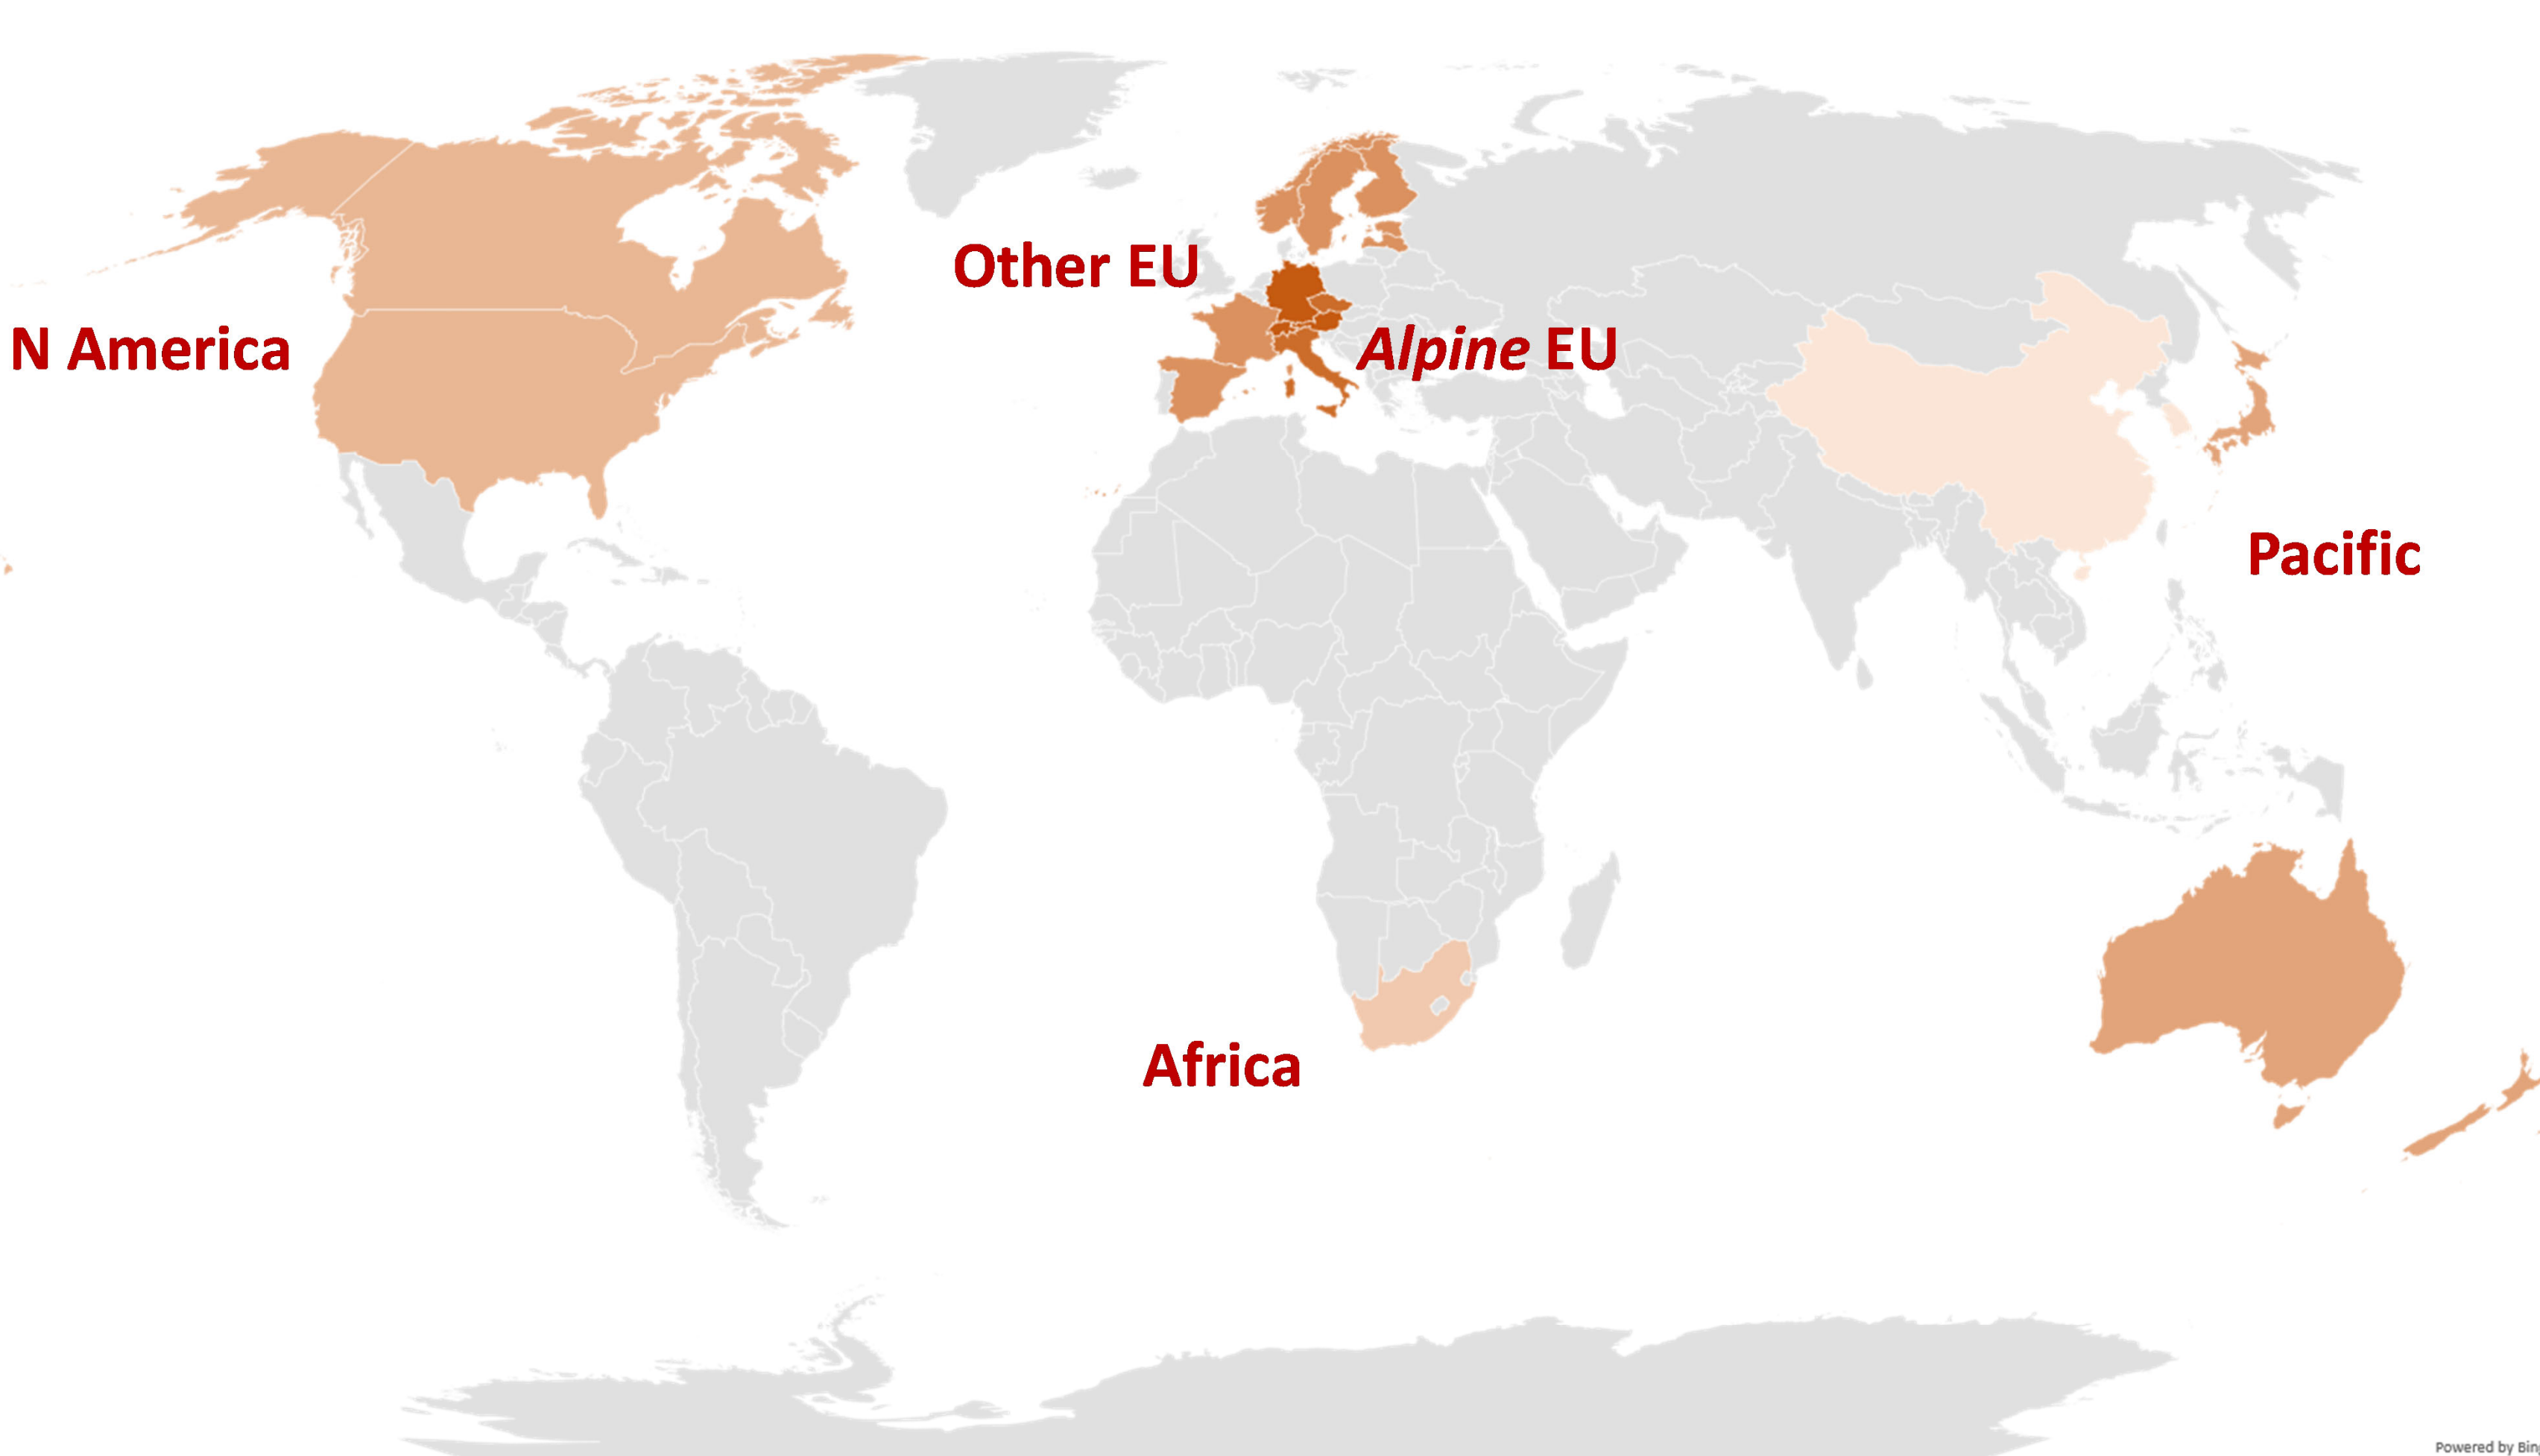 Other EU
N America
Alpine EU
Pacific
Africa
Powered by Bing